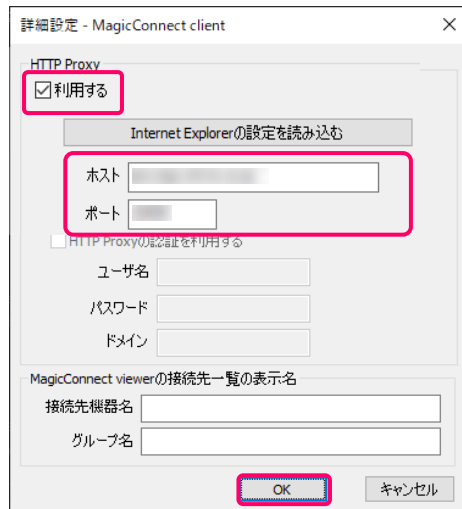 詳細設定 - MagicConnect client
HTTP Proxy
利用する
Internet Explorerの設定を読み込む
ホスト
ポート
HTTP Proxyの認証を利用する
ユーザ名
パスワード
ドメイン
MagicConnect viewerの接続先一覧の表示名
接続先機器名
グループ名
OK キャンセル